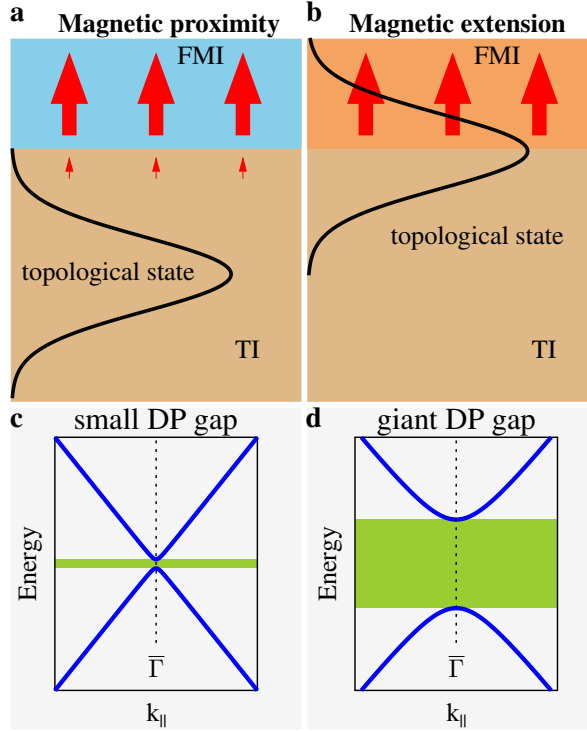 a
Magnetic proximity
FMI
topological state
TI
b
Magnetic extension
FMI
topological state
TI
c
small DP gap
Energy
Γ̅
k||
d
giant DP gap
Energy
Γ̅
k||